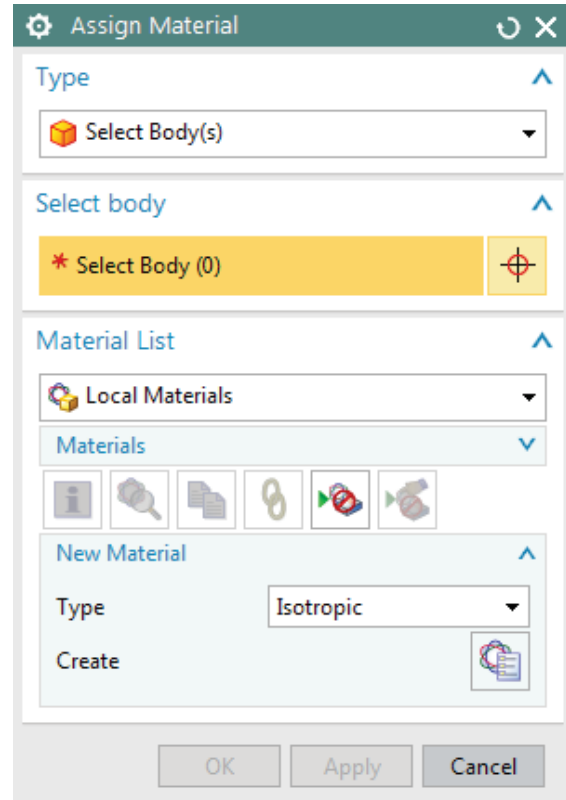 Assign Material
Type
Select Body(s)
Select body
* Select Body (0)
Material List
Local Materials
Materials
New Material
Type Isotropic
Create
OK Apply Cancel